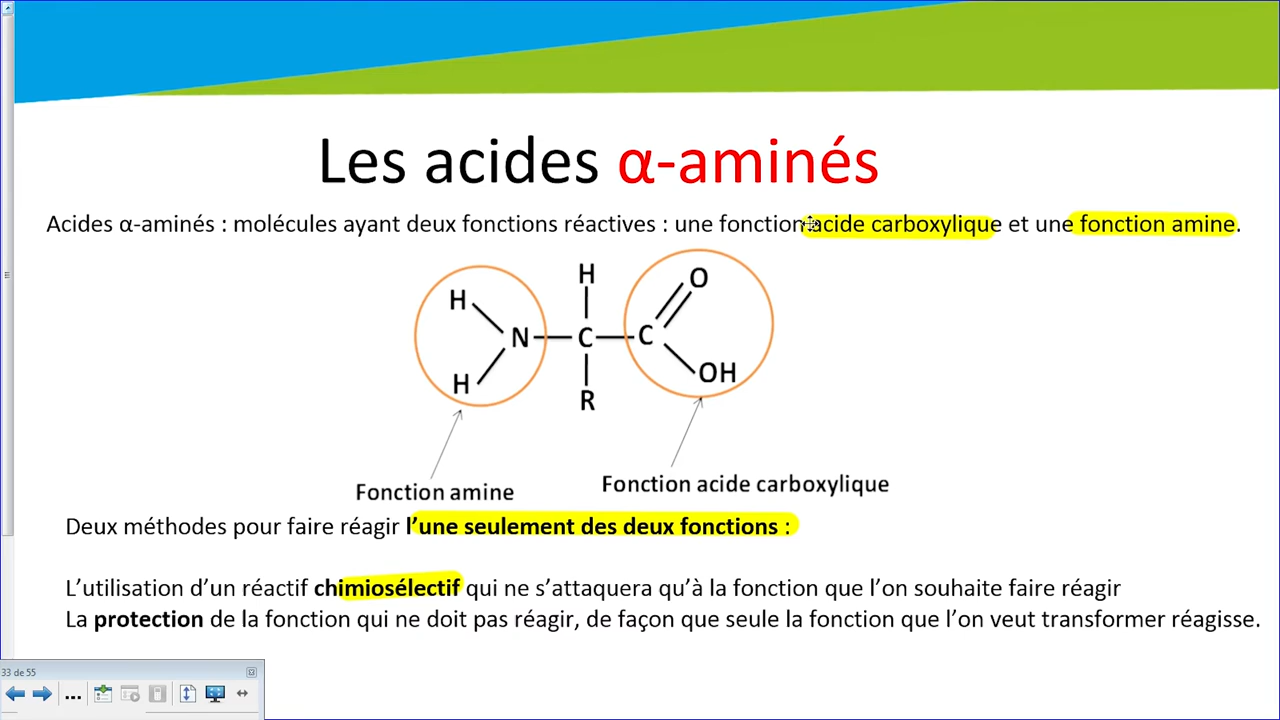 Les acides α-aminés
Acides α-aminés : molécules ayant deux fonctions réactives : une fonction acide carboxylique et une fonction amine.
H
O
H
N
C
C
H
OH
R
Fonction amine
Fonction acide carboxylique
Deux méthodes pour faire réagir l’une seulement des deux fonctions :
L’utilisation d’un réactif chimiosélectif qui ne s’attaquera qu’à la fonction que l’on souhaite faire réagir
La protection de la fonction qui ne doit pas réagir, de façon que seule la fonction que l’on veut transformer réagisse.
33 de 55
...